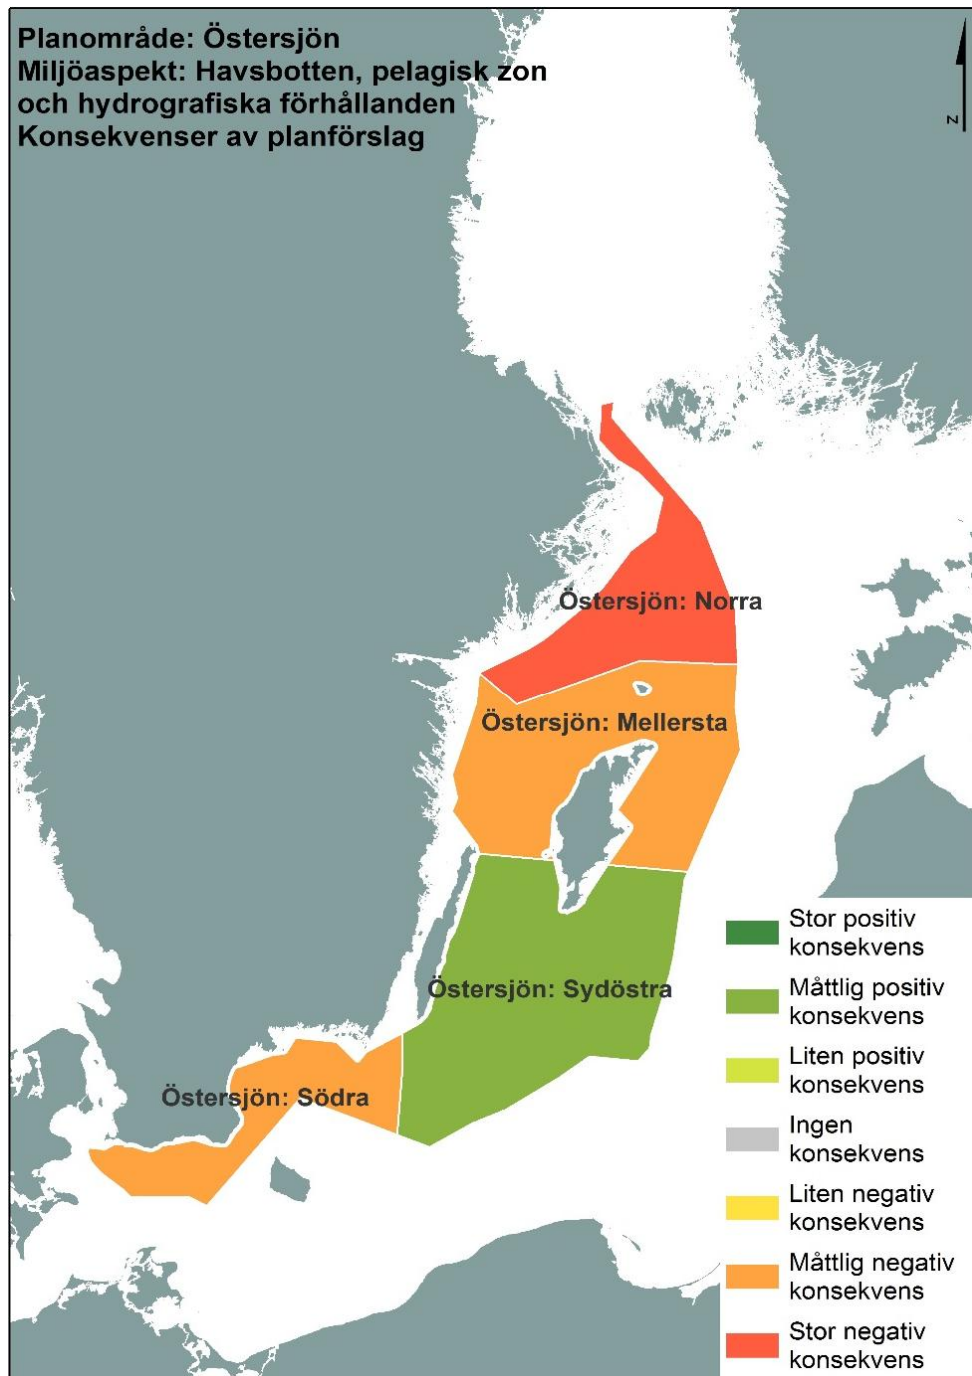 Planområde: Östersjön
Miljöaspekt: Havsbotten, pelagisk zon
och hydrografiska förhållanden
Konsekvenser av planförslag
N
Östersjön: Norra
Östersjön: Mellersta
Östersjön: Sydöstra
Östersjön: Södra
Stor positiv
konsekvens
Måttlig positiv
konsekvens
Liten positiv
konsekvens
Ingen
konsekvens
Liten negativ
konsekvens
Måttlig negativ
konsekvens
Stor negativ
konsekvens